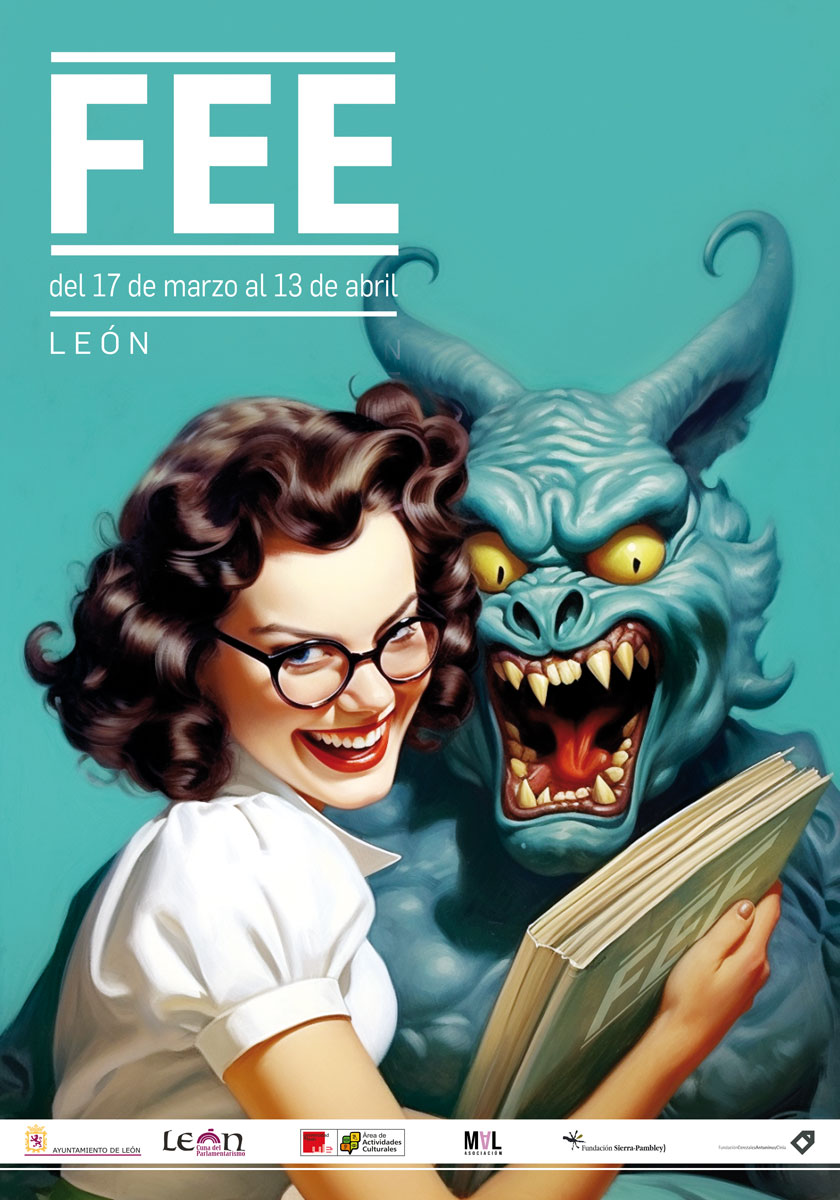 FEE
del 17 de marzo al 13 de abril
LEÓN
N
FEE
AYUNTAMIENTO DE LEÓN
León
Cuna del
Parlamentarismo
ule
Área de
Actividades
Culturales
MAL
ASOCIACIÓN
Fundación Sierra-Pambley)